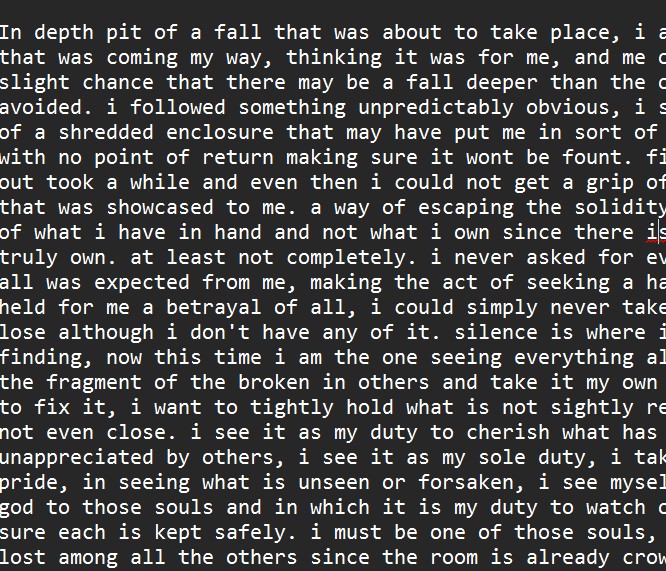 In depth pit of a fall that was about to take place, i a
that was coming my way, thinking it was for me, and me
slight chance that there may be a fall deeper than the
avoided. i followed something unpredictably obvious, i s
of a shredded enclosure that may have put me in sort of
with no point of return making sure it wont be fount. fi
out took a while and even then i could not get a grip of
that was showcased to me. a way of escaping the solidity
of what i have in hand and not what i own since there is
truly own. at least not completely. i never asked for ev
all was expected from me, making the act of seeking a ha
held for me a betrayal of all, i could simply never take
lose although i don't have any of it. silence is where i
finding, now this time i am the one seeing everything al
the fragment of the broken in others and take it my own
to fix it, i want to tightly hold what is not sightly re
not even close. i see it as my duty to cherish what has
unappreciated by others, i see it as my sole duty, i tak
pride, in seeing what is unseen or forsaken, i see mysel
god to those souls and in which it is my duty to watch
sure each is kept safely. i must be one of those souls,
lost among all the others since the room is already crow